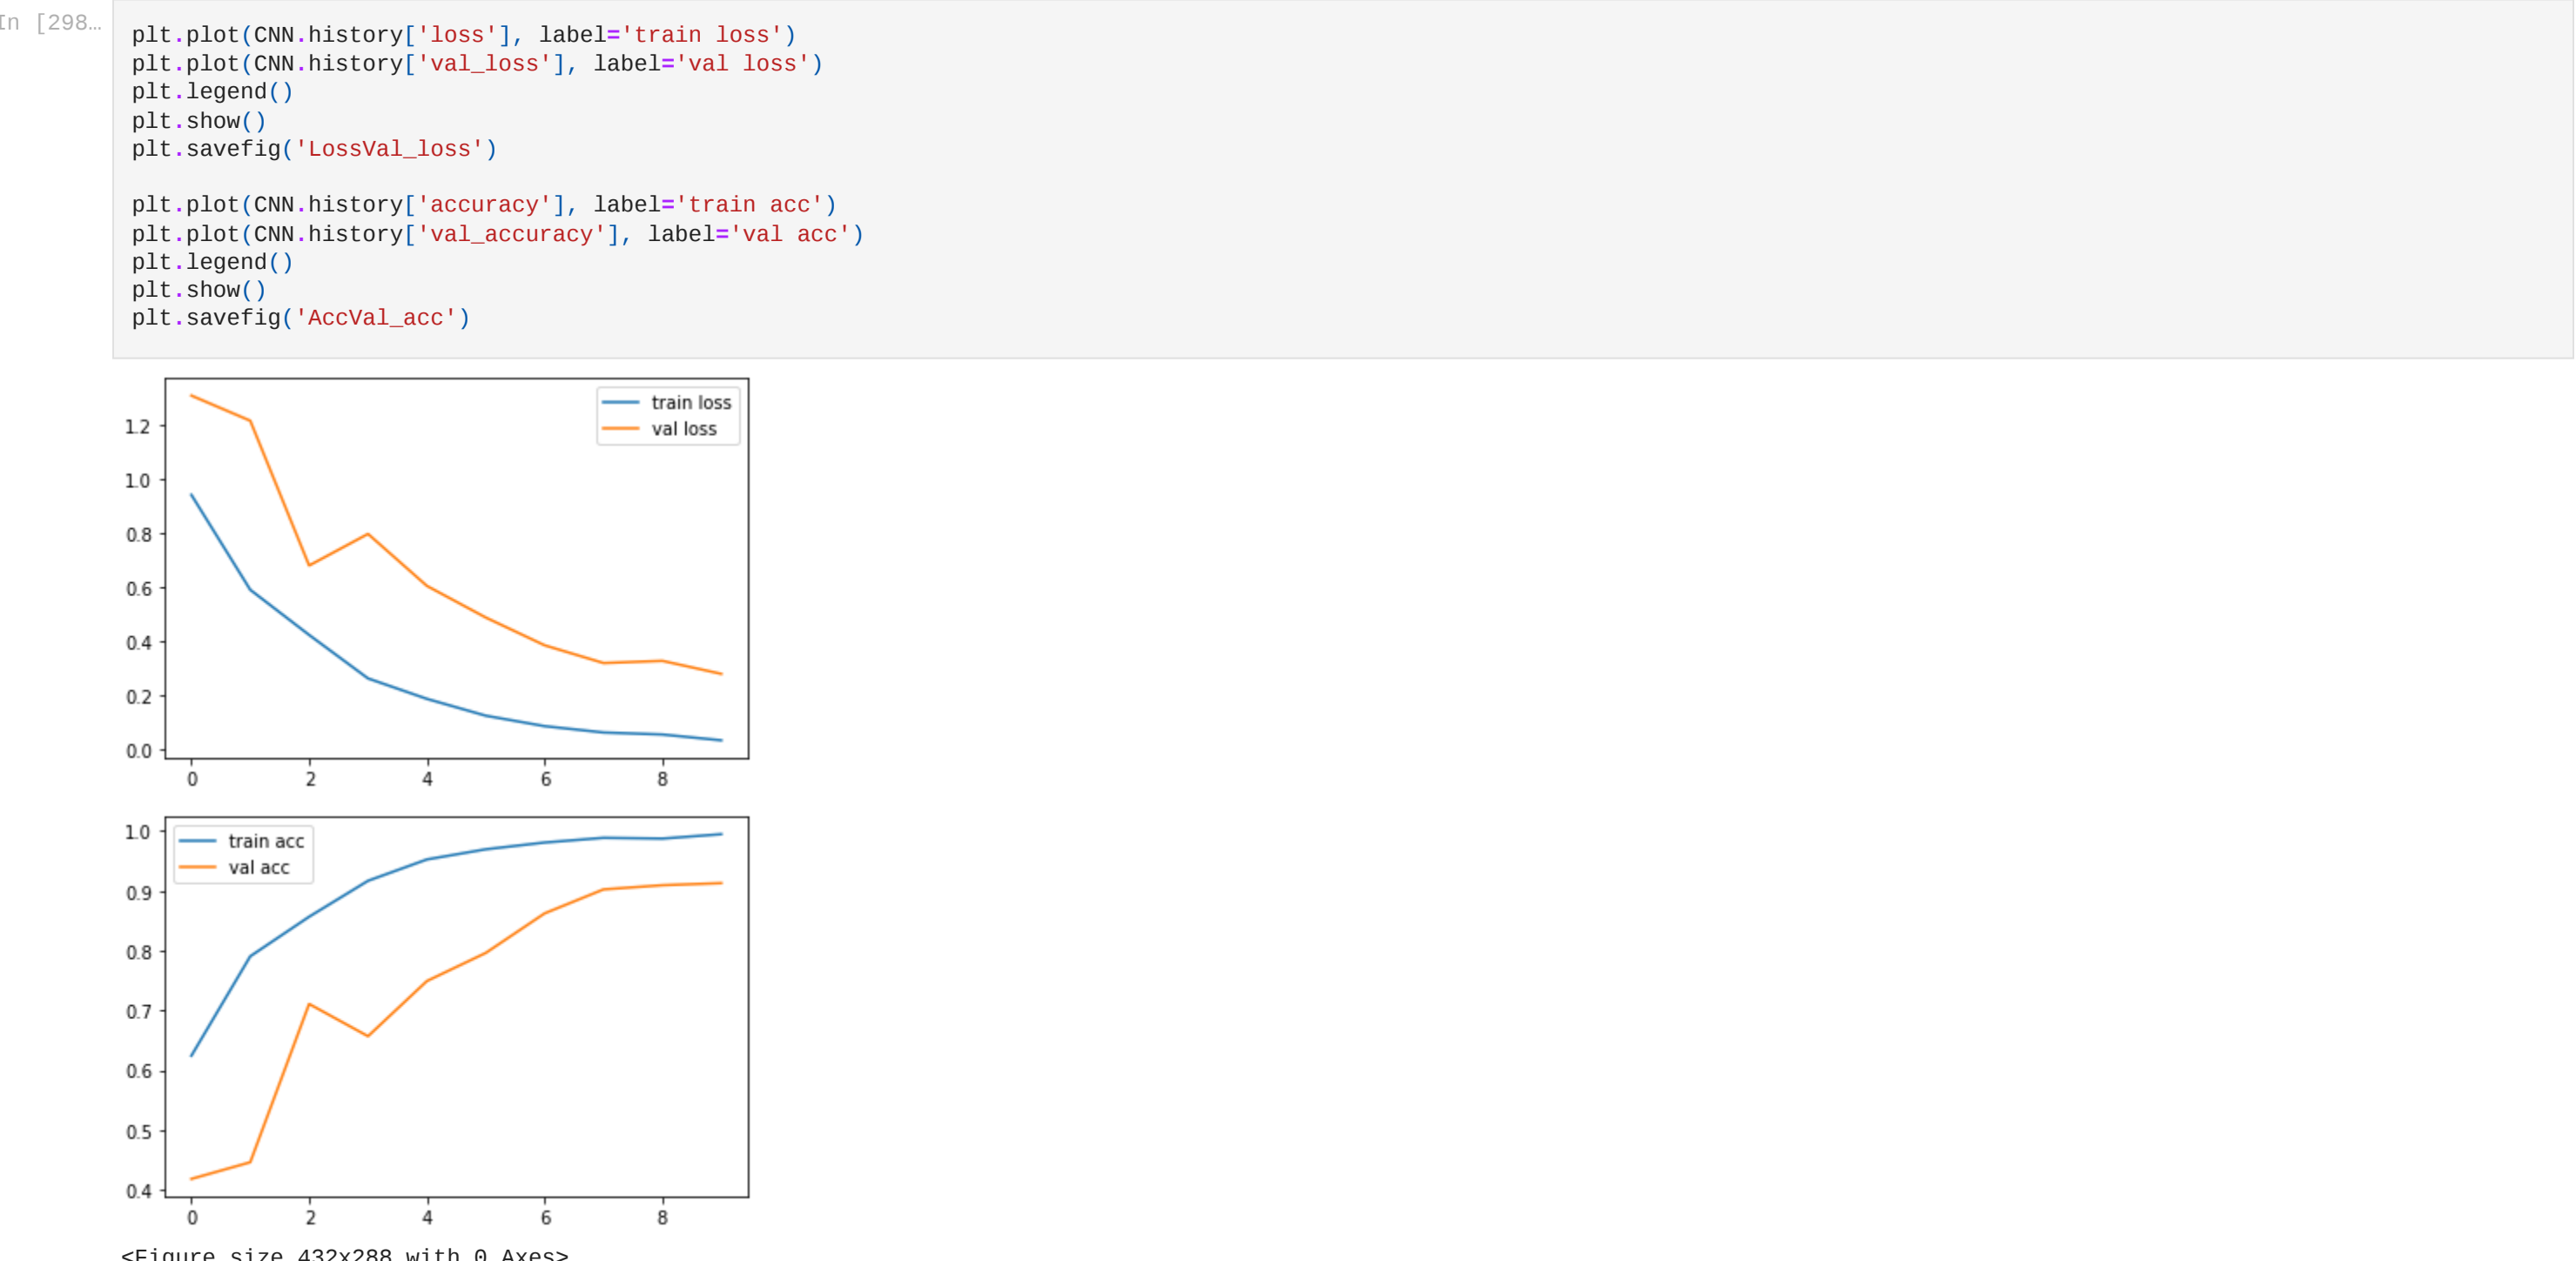 In [298…
plt.plot(CNN.history['loss'], label='train loss')
plt.plot(CNN.history['val_loss'], label='val loss')
plt.legend()
plt.show()
plt.savefig('LossVal_loss')
plt.plot(CNN.history['accuracy'], label='train acc')
plt.plot(CNN.history['val_accuracy'], label='val acc')
plt.legend()
plt.show()
plt.savefig('AccVal_acc')
train loss
val loss
1.2
1.0
0.8
0.6
0.4
0.2
0.0
0 2 4 6 8
train acc
val acc
1.0
0.9
0.8
0.7
0.6
0.5
0.4
0 2 4 6 8
<Figure size 432x288 with 0 Axes>